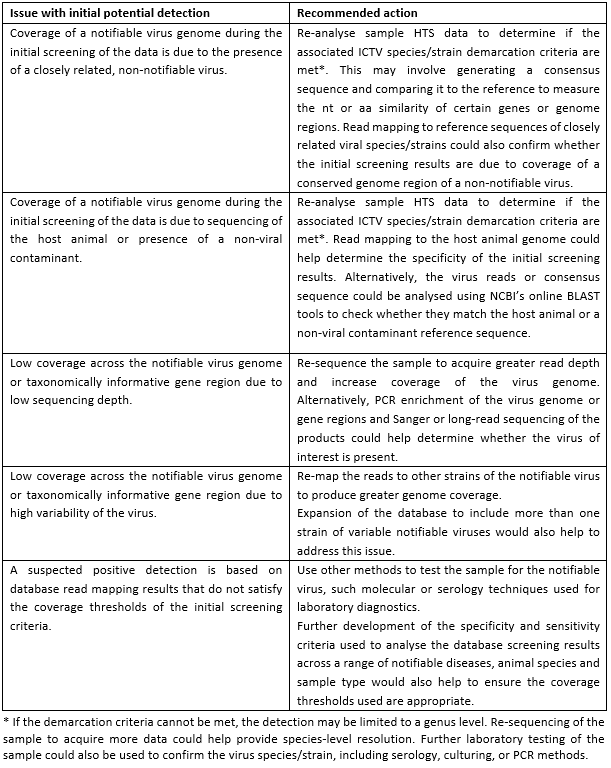 Issue with initial potential detection
Recommended action
Coverage of a notifiable virus genome during the
initial screening of the data is due to the presence
of a closely related, non-notifiable virus.
Re-analyse sample HTS data to determine if the
associated ICTV species/strain demarcation criteria are
met*. This may involve generating a consensus
sequence and comparing it to the reference to measure
the nt or aa similarity of certain genes or genome
regions. Read mapping to reference sequences of closely
related viral species/strains could also confirm whether
the initial screening results are due to coverage of a
conserved genome region of a non-notifiable virus.
Coverage of a notifiable virus genome during the
initial screening of the data is due to sequencing of
the host animal or presence of a non-viral
contaminant.
Re-analyse sample HTS data to determine if the
associated ICTV species/strain demarcation criteria are
met*. Read mapping to the host animal genome could
help determine the specificity of the initial screening
results. Alternatively, the virus reads or consensus
sequence could be analysed using NCBI's online BLAST
tools to check whether they match the host animal or a
non-viral contaminant reference sequence.
Low coverage across the notifiable virus genome
or taxonomically informative gene region due to
low sequencing depth.
Re-sequence the sample to acquire greater read depth
and increase coverage of the virus genome.
Alternatively, PCR enrichment of the virus genome or
gene regions and Sanger or long-read sequencing of the
products could help determine whether the virus of
interest is present.
Low coverage across the notifiable virus genome
or taxonomically informative gene region due to
high variability of the virus.
Re-map the reads to other strains of the notifiable virus
to produce greater genome coverage.
Expansion of the database to include more than one
strain of variable notifiable viruses would also help to
address this issue.
A suspected positive detection is based on
database read mapping results that do not satisfy
the coverage thresholds of the initial screening
criteria.
Use other methods to test the sample for the notifiable
virus, such molecular or serology techniques used for
laboratory diagnostics.
Further development of the specificity and sensitivity
criteria used to analyse the database screening results
across a range of notifiable diseases, animal species and
sample type would also help to ensure the coverage
thresholds used are appropriate.
* If the demarcation criteria cannot be met, the detection may be limited to a genus level. Re-sequencing of the
sample to acquire more data could help provide species-level resolution. Further laboratory testing of the
sample could also be used to confirm the virus species/strain, including serology, culturing, or PCR methods.